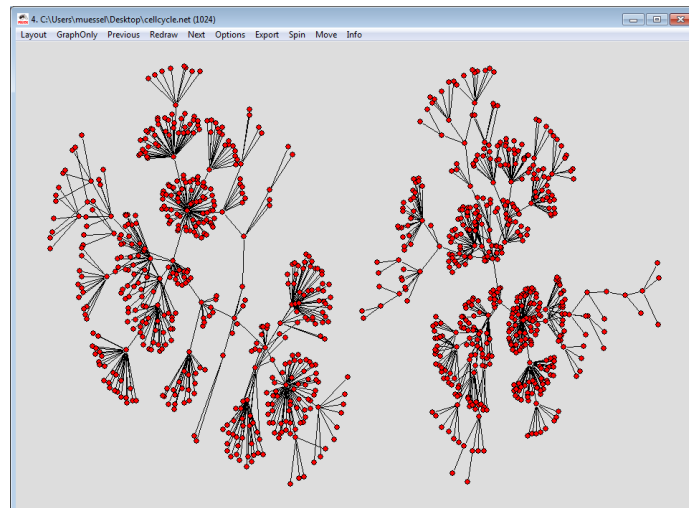 4. C:\Users\muessel\Desktop\cellcycle.net (1024)
Layout GraphOnly Previous Redraw Next Options Export Spin Move Info